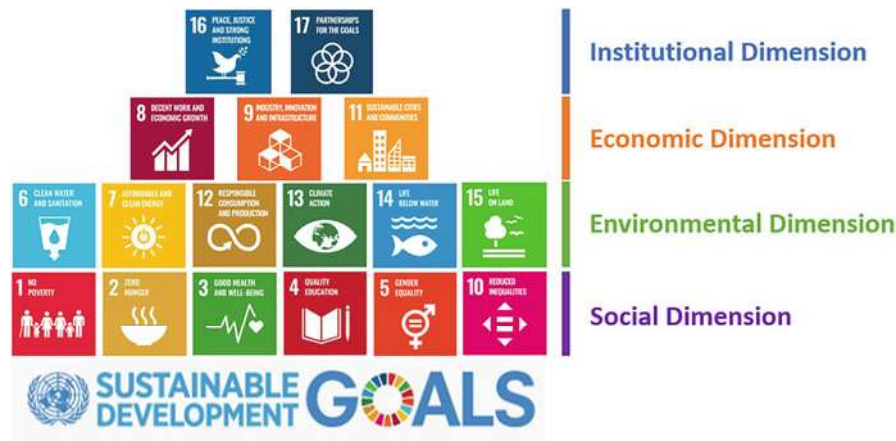 16 PEACE, JUSTICE
AND STRONG
INSTITUTIONS
17 PARTNERSHIPS
FOR THE GOALS
Institutional Dimension
8 DECENT WORK AND
ECONOMIC GROWTH
9 INDUSTRY, INNOVATION
AND INFRASTRUCTURE
11 SUSTAINABLE CITIES
AND COMMUNITIES
Economic Dimension
6 CLEAN WATER
AND SANITATION
7 AFFORDABLE AND
CLEAN ENERGY
12 RESPONSIBLE
CONSUMPTION
AND PRODUCTION
13 CLIMATE
ACTION
14 LIFE
BELOW WATER
15 LIFE
ON LAND
Environmental Dimension
1 NO
POVERTY
2 ZERO
HUNGER
3 GOOD HEALTH
AND WELL-BEING
4 QUALITY
EDUCATION
5 GENDER
EQUALITY
10 REDUCED
INEQUALITIES
Social Dimension
SUSTAINABLE
DEVELOPMENT
GOALS